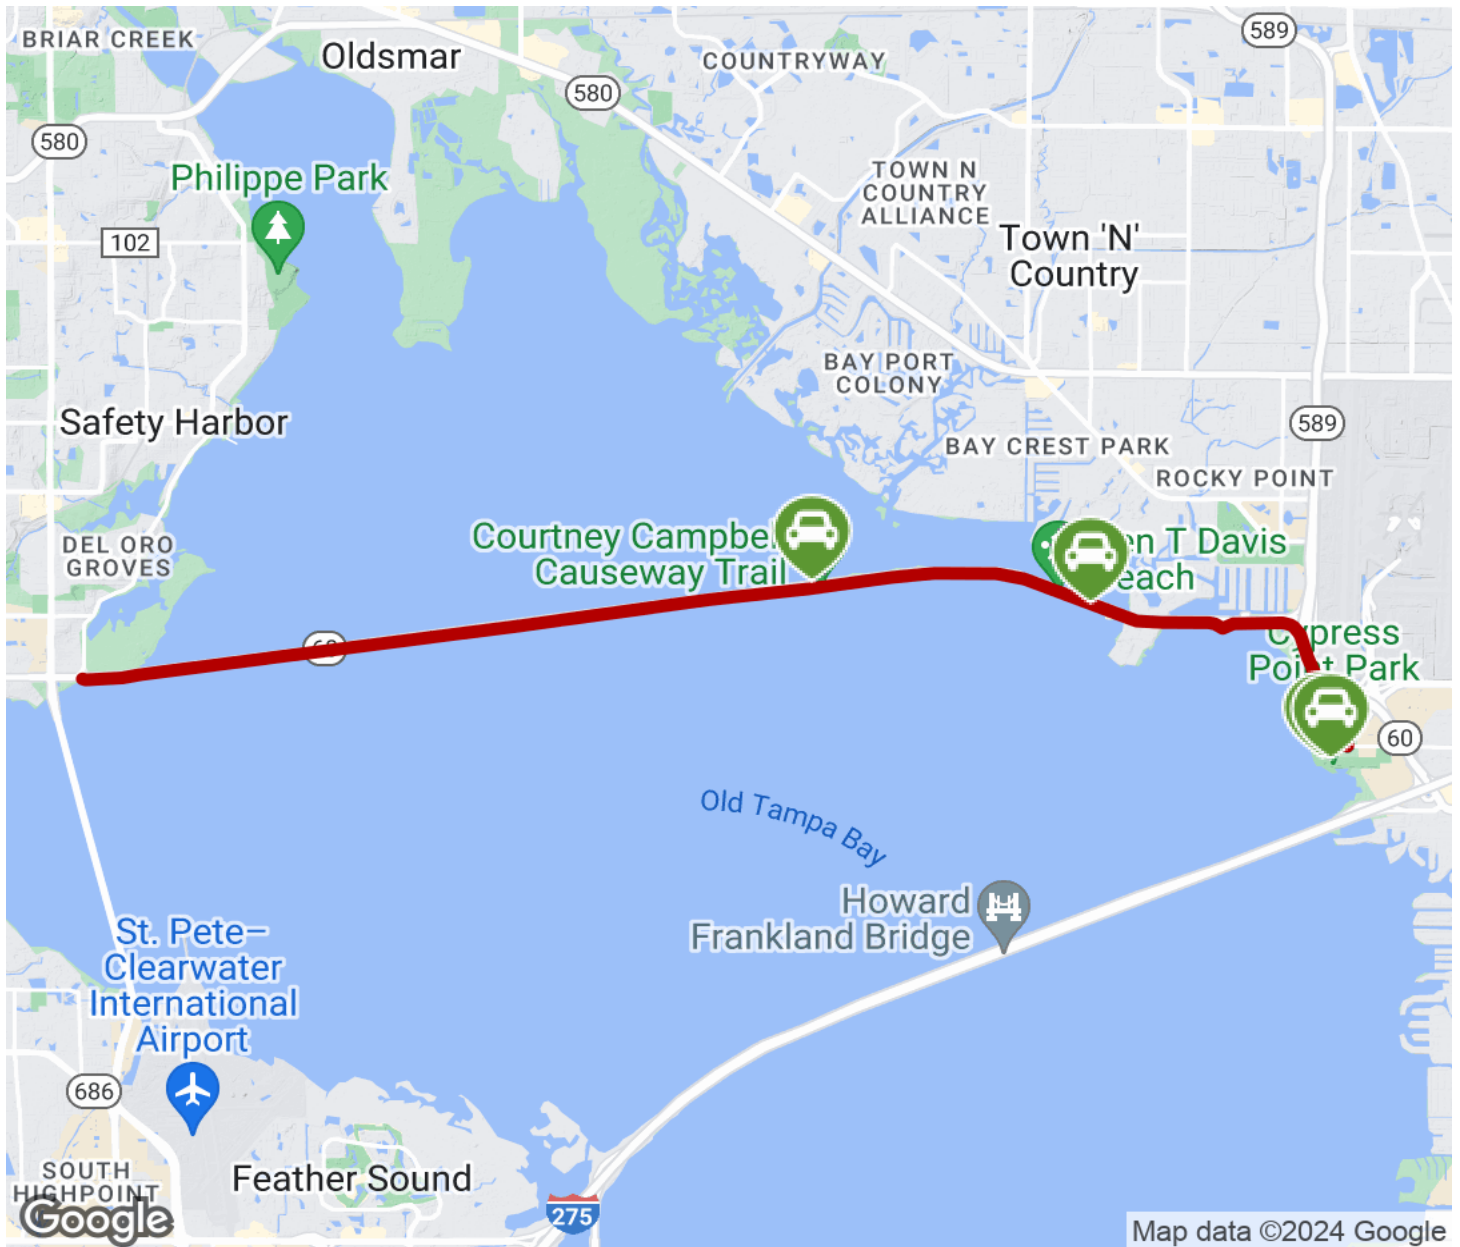 BRIAR CREEK
Oldsmar
589
COUNTRYWAY
580
580
Philippe Park
TOWN N
COUNTRY
ALLIANCE
102
Town 'N'
Country
BAY PORT
COLONY
Safety Harbor
589
BAY CREST PARK
ROCKY POINT
Courtney Campbel
Causeway Trail
en T Davis
each
DEL ORO
GROVES
Cypress
Point Park
60
Old Tampa Bay
Howard
Frankland Bridge
St. Pete–
Clearwater
International
Airport
686
SOUTH
HIGHPOINT
Feather Sound
275
Google
Map data ©2024 Google